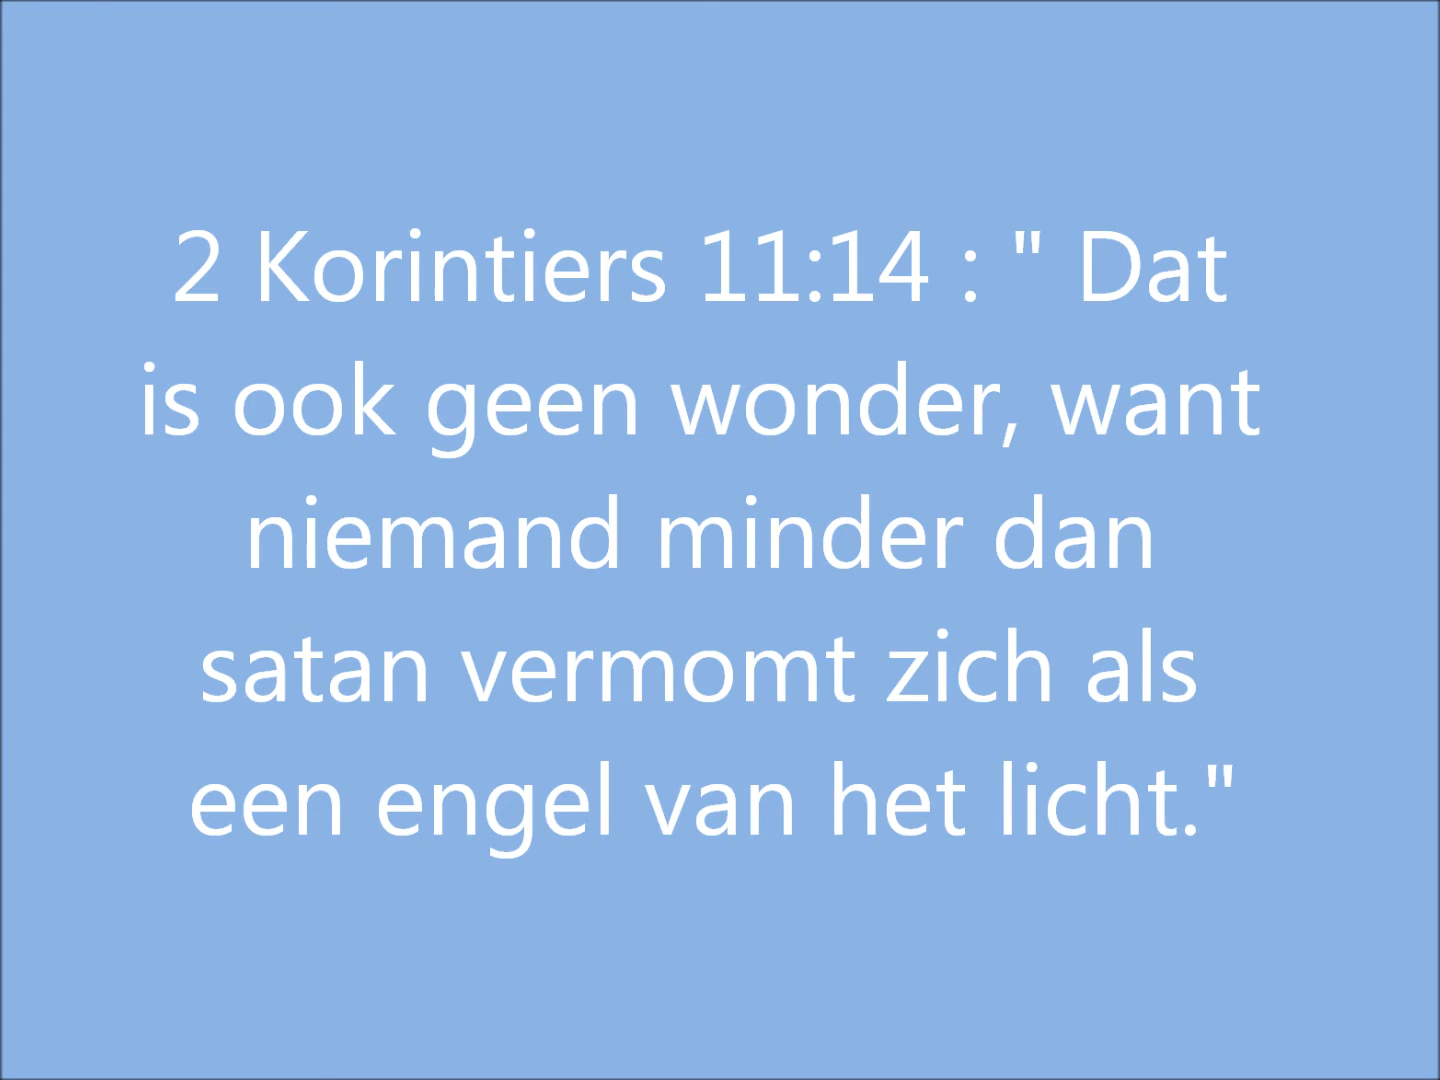 2 Korintiers 11:14 : " Dat
is ook geen wonder, want
niemand minder dan
satan vermomt zich als
een engel van het licht."